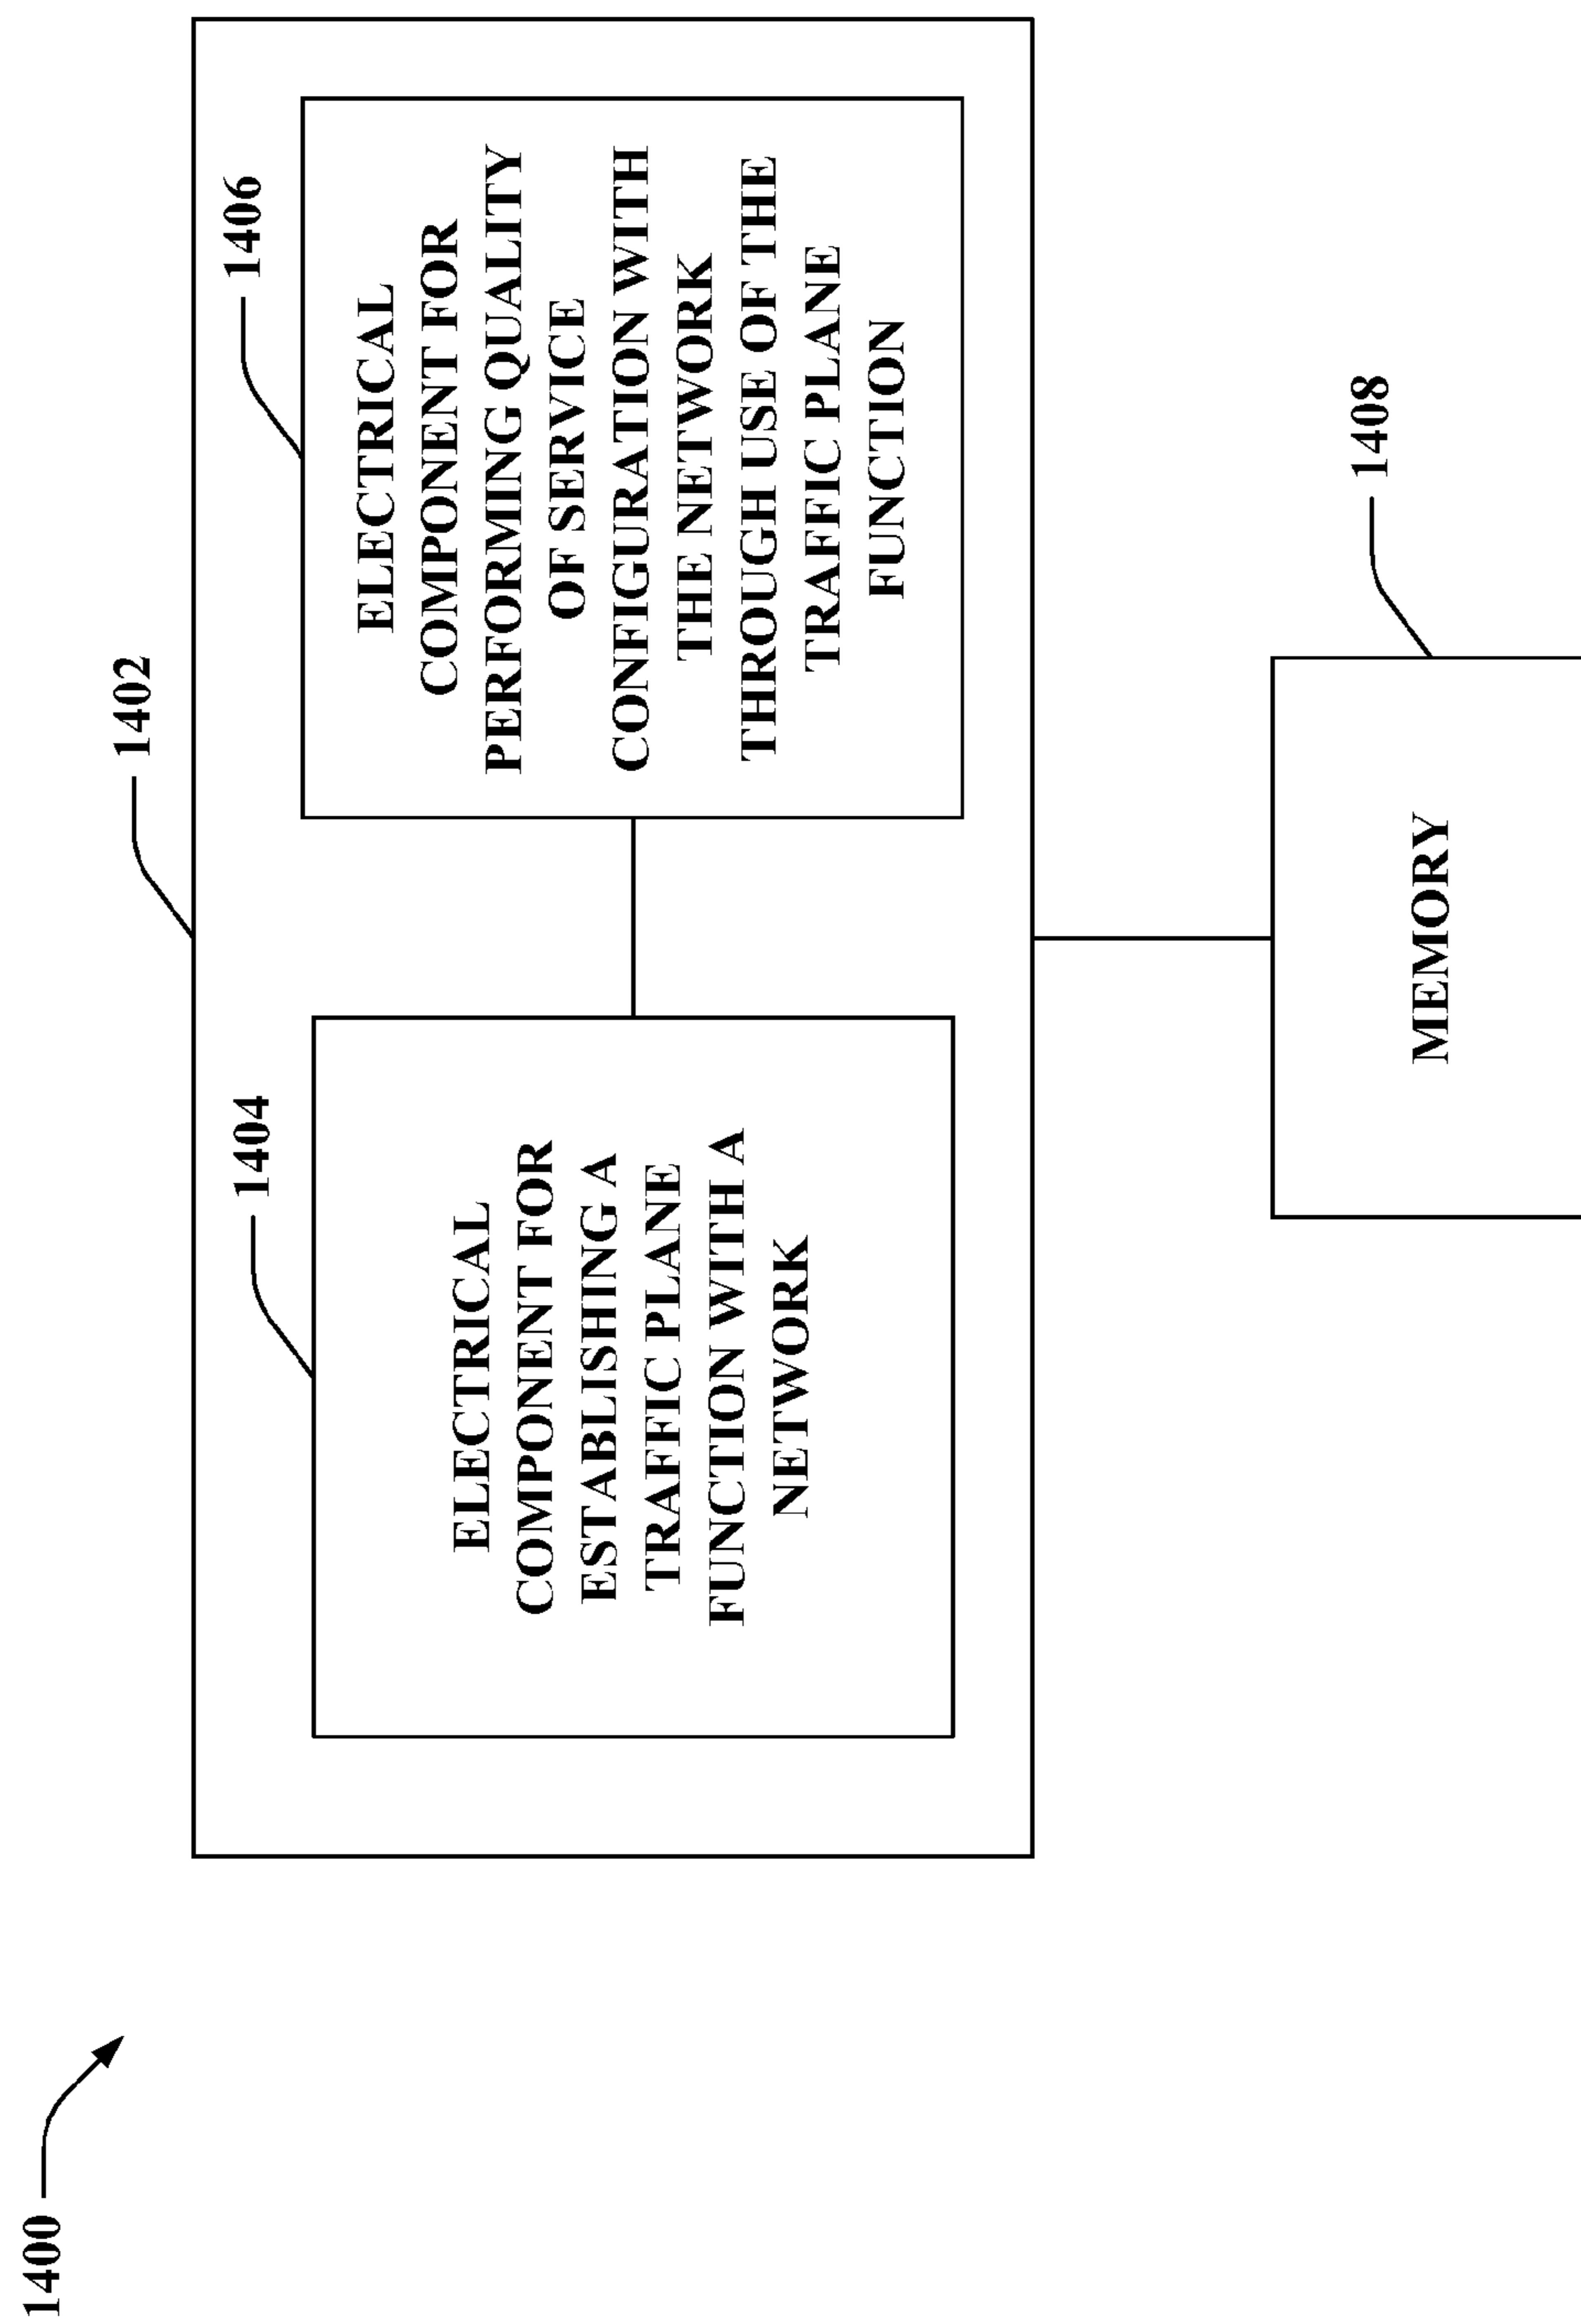 1400
1402
1404
ELECTRICAL
COMPONENT FOR
ESTABLISHING A
TRAFFIC PLANE
FUNCTION WITH A
NETWORK
1406
ELECTRICAL
COMPONENT FOR
PERFORMING QUALITY
OF SERVICE
CONFIGURATION WITH
THE NETWORK
THROUGH USE OF THE
TRAFFIC PLANE
FUNCTION
1408
MEMORY